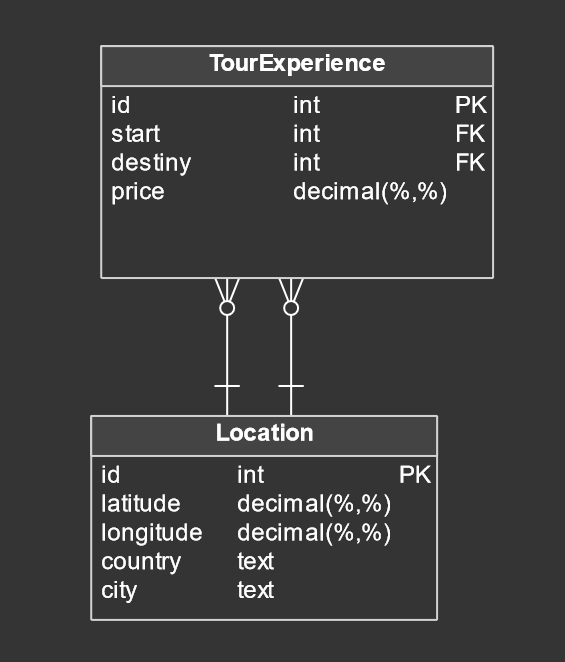 TourExperience
id int PK
start int FK
destiny int FK
price decimal(%,%)
Location
id int PK
latitude decimal(%,%)
longitude decimal(%,%)
country text
city text